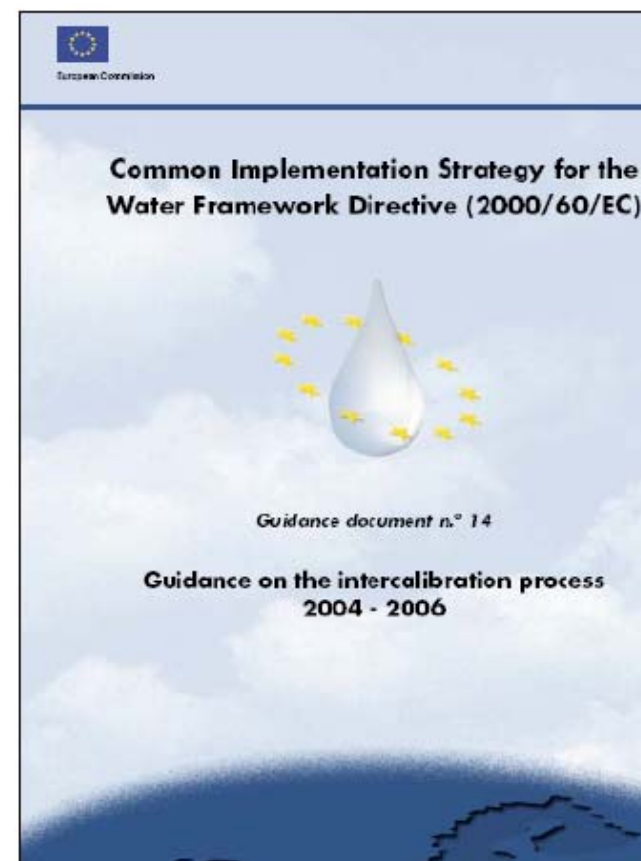 European Commission
Common Implementation Strategy for the
Water Framework Directive (2000/60/EC)
Guidance document n.° 14
Guidance on the intercalibration process
2004 - 2006